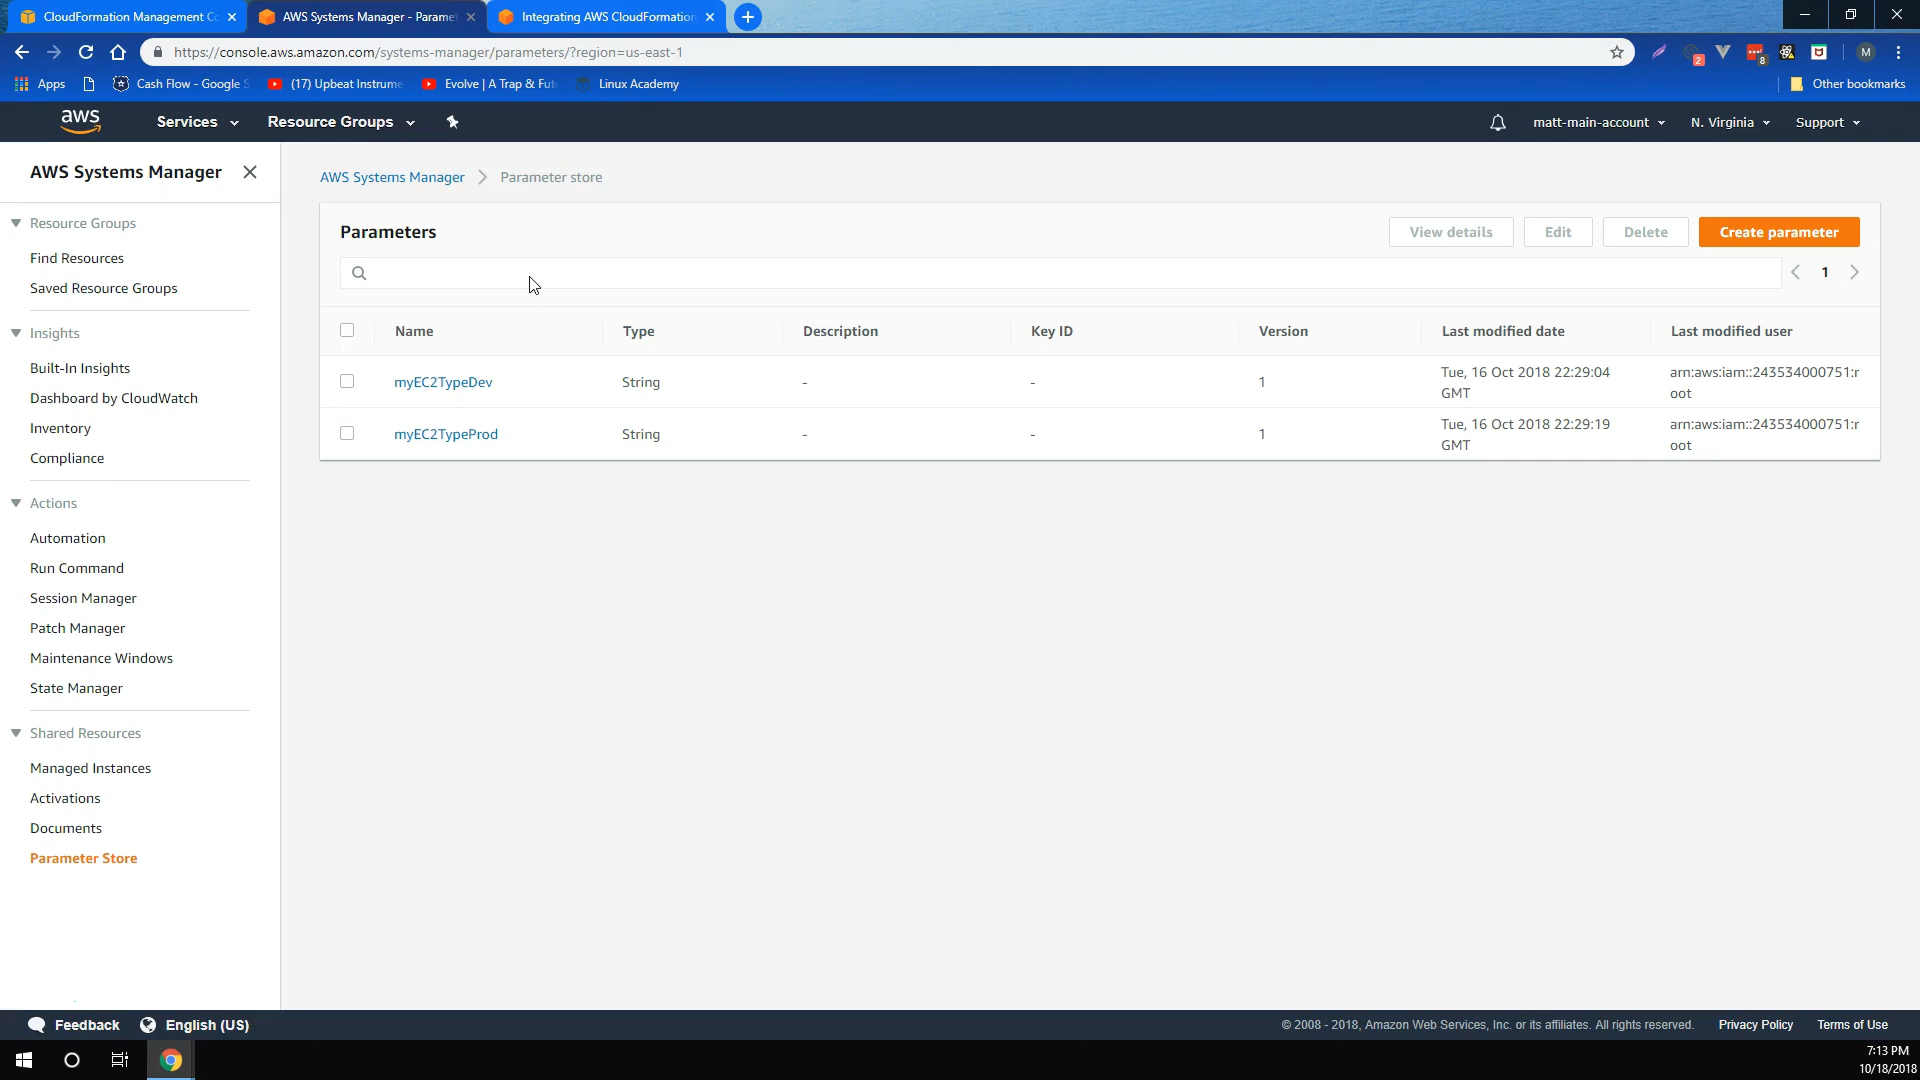 CloudFormation Management Co
AWS Systems Manager - Parame
Integrating AWS CloudFormation
https://console.aws.amazon.com/systems-manager/parameters/?region=us-east-1
2
8
M
Apps
Cash Flow - Google S
(17) Upbeat Instrume
Evolve | A Trap & Fut
Linux Academy
Other bookmarks
aws
Services
Resource Groups
matt-main-account
N. Virginia
Support
AWS Systems Manager
Resource Groups
Find Resources
Saved Resource Groups
Insights
Built-In Insights
Dashboard by CloudWatch
Inventory
Compliance
Actions
Automation
Run Command
Session Manager
Patch Manager
Maintenance Windows
State Manager
Shared Resources
Managed Instances
Activations
Documents
Parameter Store
AWS Systems Manager > Parameter store
Parameters
View details
Edit
Delete
Create parameter
1
Name Type Description Key ID Version Last modified date Last modified user
myEC2TypeDev String - - 1 Tue, 16 Oct 2018 22:29:04 arn:aws:iam::243534000751:r
GMT oot
myEC2TypeProd String - - 1 Tue, 16 Oct 2018 22:29:19 arn:aws:iam::243534000751:r
GMT oot
Feedback
English (US)
© 2008 - 2018, Amazon Web Services, Inc. or its affiliates. All rights reserved.
Privacy Policy
Terms of Use
7:13 PM
10/18/2018